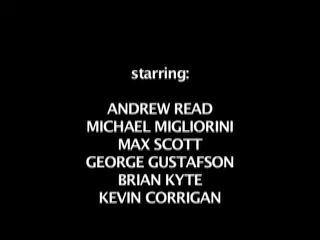 starring:
ANDREW READ
MICHAEL MIGLIORINI
MAX SCOTT
GEORGE GUSTAFSON
BRIAN KYTE
KEVIN CORRIGAN